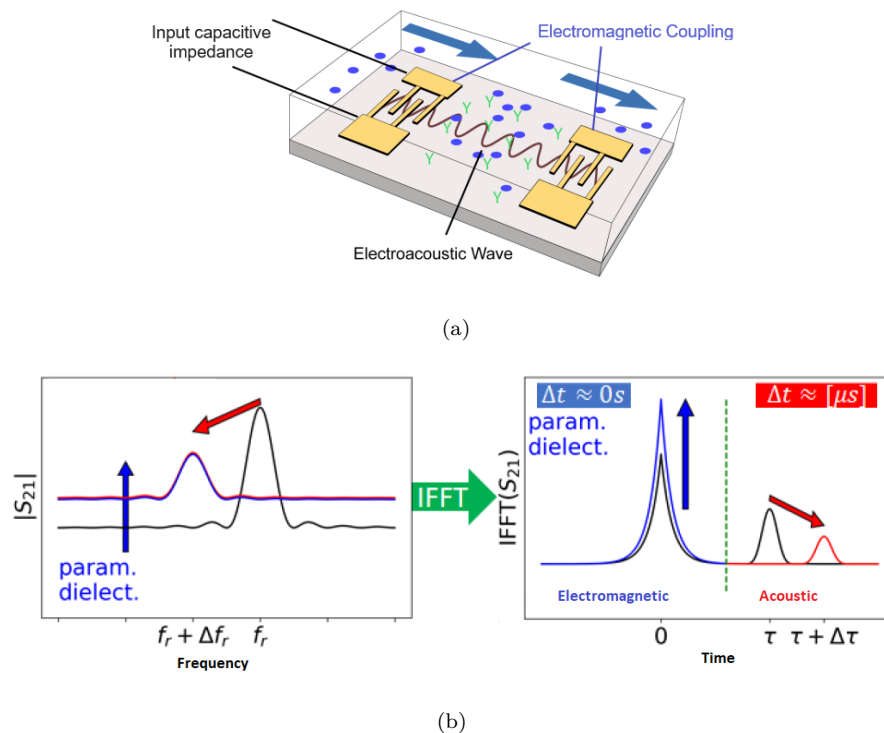 Input capacitive
impedance
Electromagnetic Coupling
Y Y Y Y Y Y Y Y Y
Electroacoustic Wave
(a)
|S21|
param.
dielect.
fr + Δfr fr
Frequency
IFFT
IFFT(S21)
Δt ≈ 0s
Δt ≈ [μs]
param.
dielect.
Electromagnetic
Acoustic
0
τ
τ + Δτ
Time
(b)